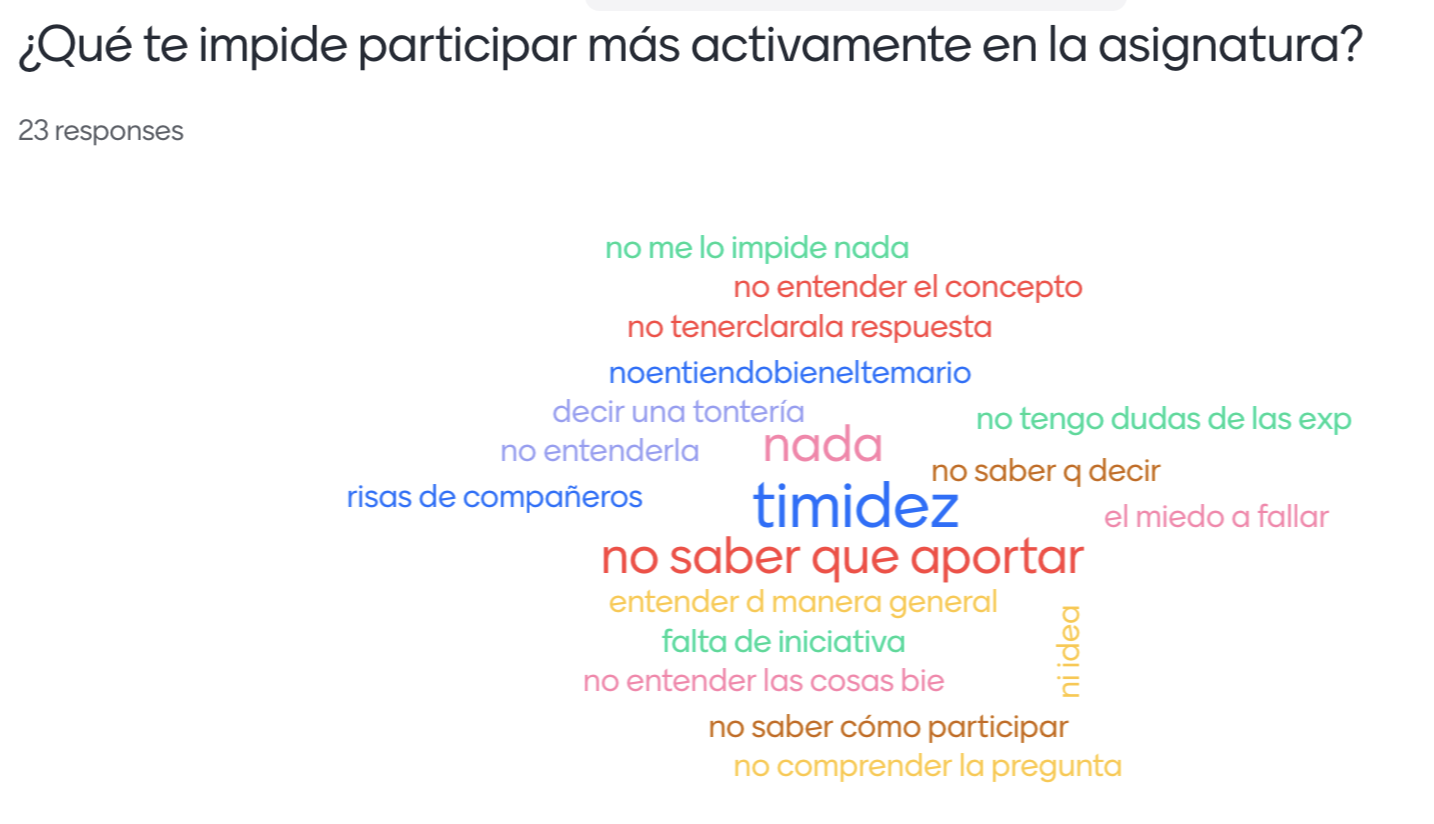 ¿Qué te impide participar más activamente en la asignatura?
23 responses
no me lo impide nada
no entender el concepto
no tenerclarala respuesta
noentiendobieneltemario
decir una tontería
no tengo dudas de las exp
nada
no entenderla
no saber q decir
risas de compañeros
timidez
el miedo a fallar
no saber que aportar
entender d manera general
ni idea
falta de iniciativa
no entender las cosas bie
no saber cómo participar
no comprender la pregunta